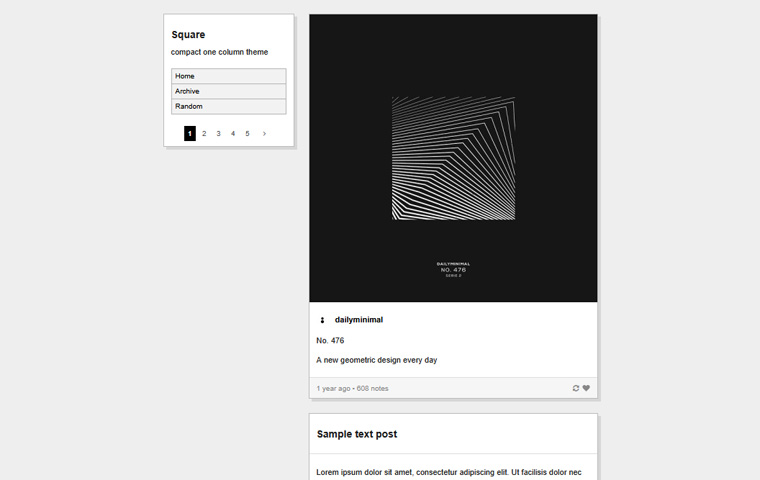 Square
compact one column theme
Home
Archive
Random
1 2 3 4 5 ›
DAILYMINIMAL
NO. 476
SERIE 2
dailyminimal
No. 476
A new geometric design every day
1 year ago • 608 notes
Sample text post
Lorem ipsum dolor sit amet, consectetur adipiscing elit. Ut facilisis dolor nec